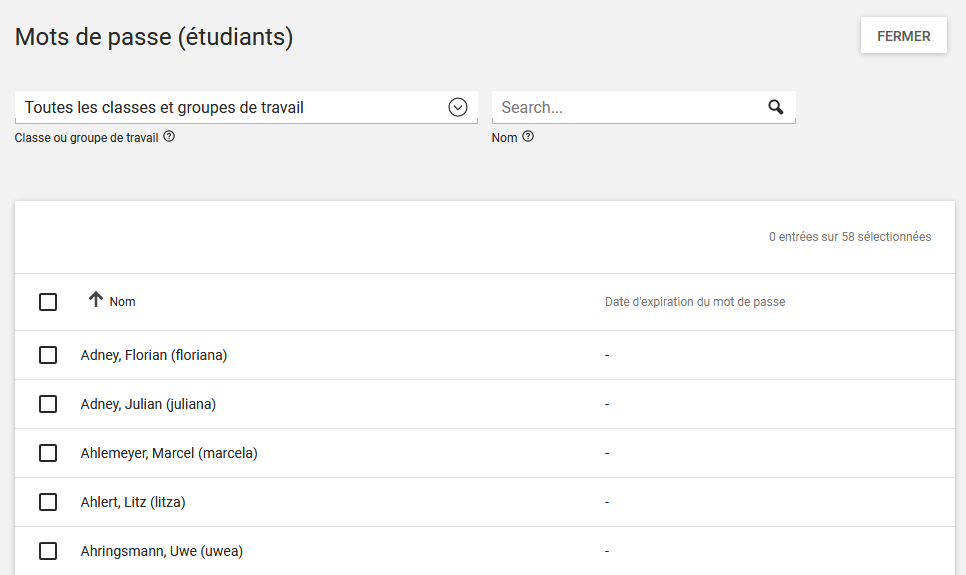 Mots de passe (étudiants)
FERMER
Toutes les classes et groupes de travail
Search...
Classe ou groupe de travail
Nom
0 entrées sur 58 sélectionnées
Nom
Date d'expiration du mot de passe
Adney, Florian (floriana)
-
Adney, Julian (juliana)
-
Ahlemeyer, Marcel (marcela)
-
Ahlert, Litz (litza)
-
Ahringsmann, Uwe (uwea)
-